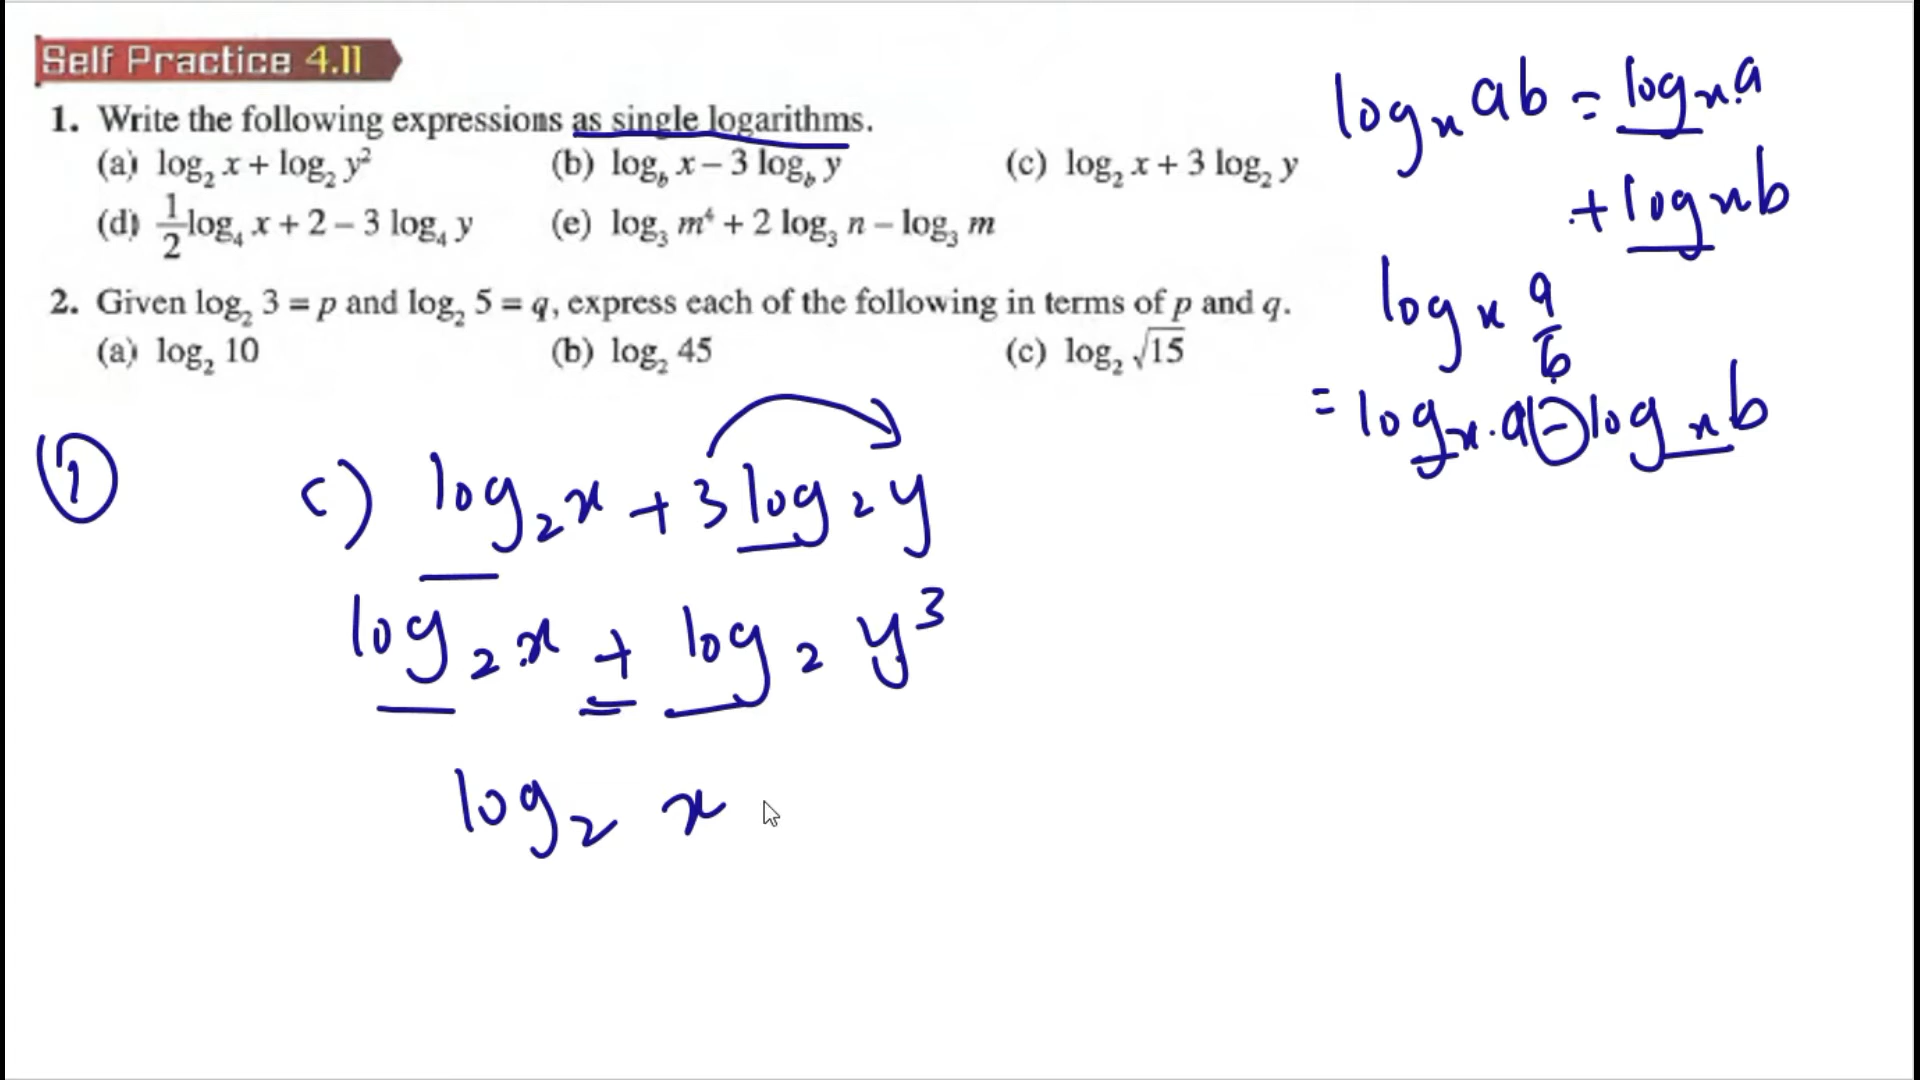 Self Practice 4.11
1. Write the following expressions as single logarithms.
(a) log₂ x + log₂ y²
(b) log_b x – 3 log_b y
(c) log₂ x + 3 log₂ y
(d) 1/2 log₄ x + 2 – 3 log₄ y
(e) log₃ m⁴ + 2 log₃ n – log₃ m
2. Given log₂ 3 = p and log₂ 5 = q, express each of the following in terms of p and q.
(a) log₂ 10
(b) log₂ 45
(c) log₂ √15
logₓ ab = logₓ a
+ logₓ b
logₓ a/b
= logₓ a – logₓ b
1
c) log₂ x + 3 log₂ y
log₂ x + log₂ y³
log₂ x